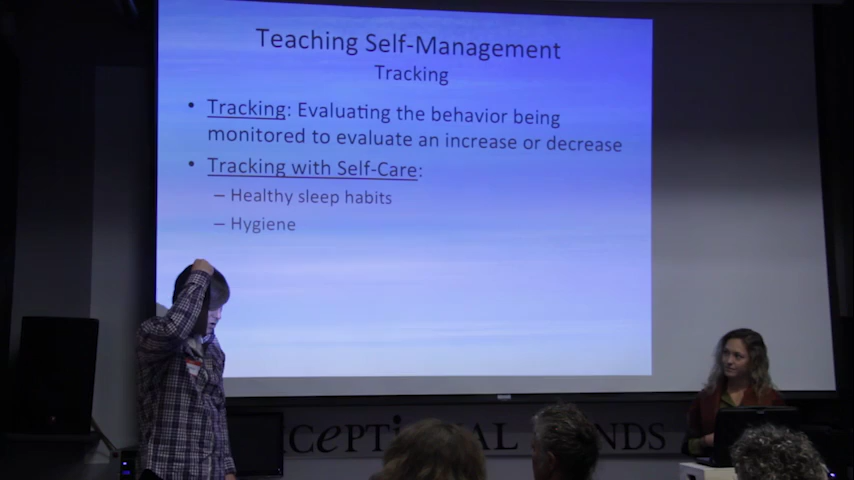 Teaching Self-Management
Tracking
• Tracking: Evaluating the behavior being
monitored to evaluate an increase or decrease
• Tracking with Self-Care:
– Healthy sleep habits
– Hygiene